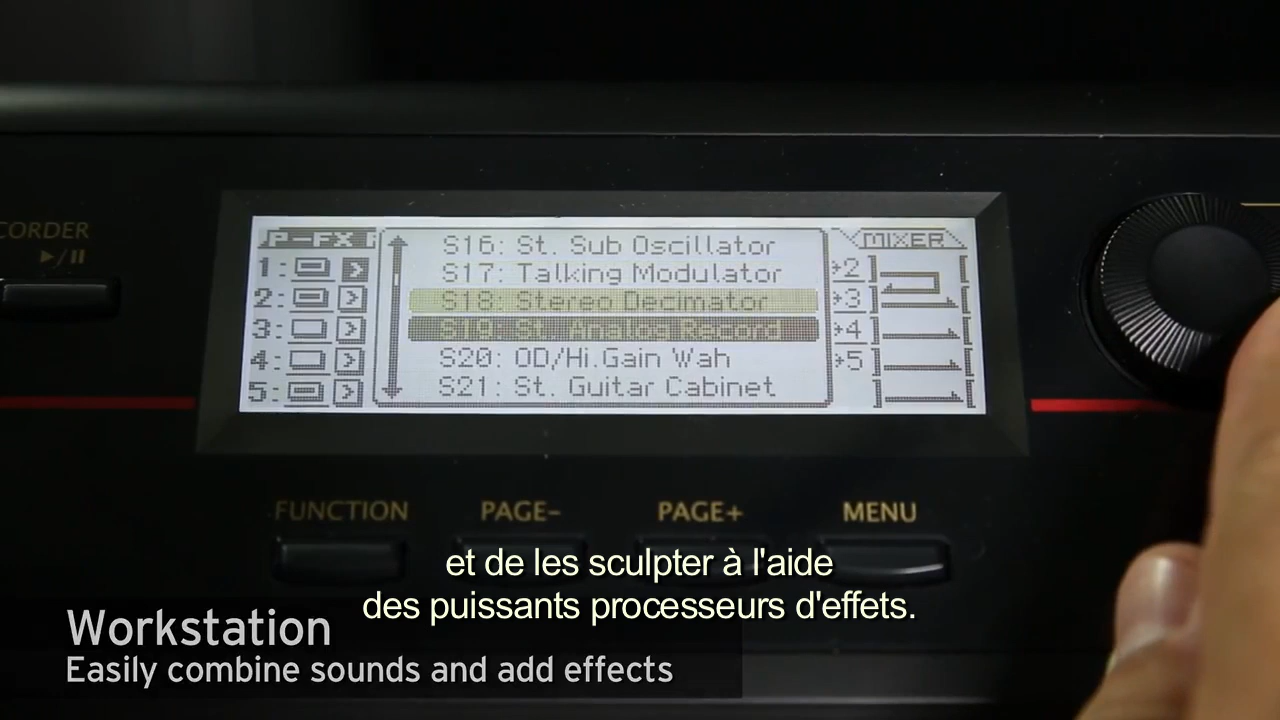 CORDER
▶/II
P-FX
MIXER
1:
2:
3:
4:
5:
S16: St. Sub Oscillator
S17: Talking Modulator
S18: Stereo Decimator
S19: St. Analog Record
S20: OD/Hi.Gain Wah
S21: St. Guitar Cabinet
2
3
4
5
FUNCTION
PAGE-
PAGE+
MENU
et de les sculpter à l'aide
des puissants processeurs d'effets.
Workstation
Easily combine sounds and add effects